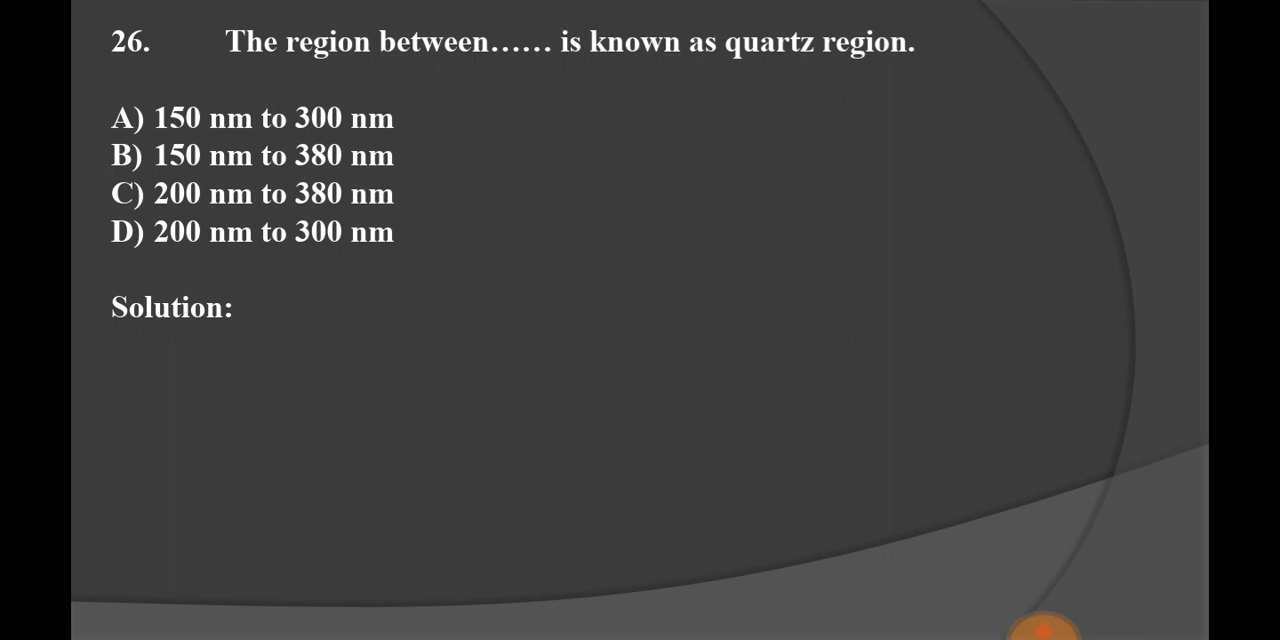 26. The region between…… is known as quartz region.
A) 150 nm to 300 nm
B) 150 nm to 380 nm
C) 200 nm to 380 nm
D) 200 nm to 300 nm
Solution: